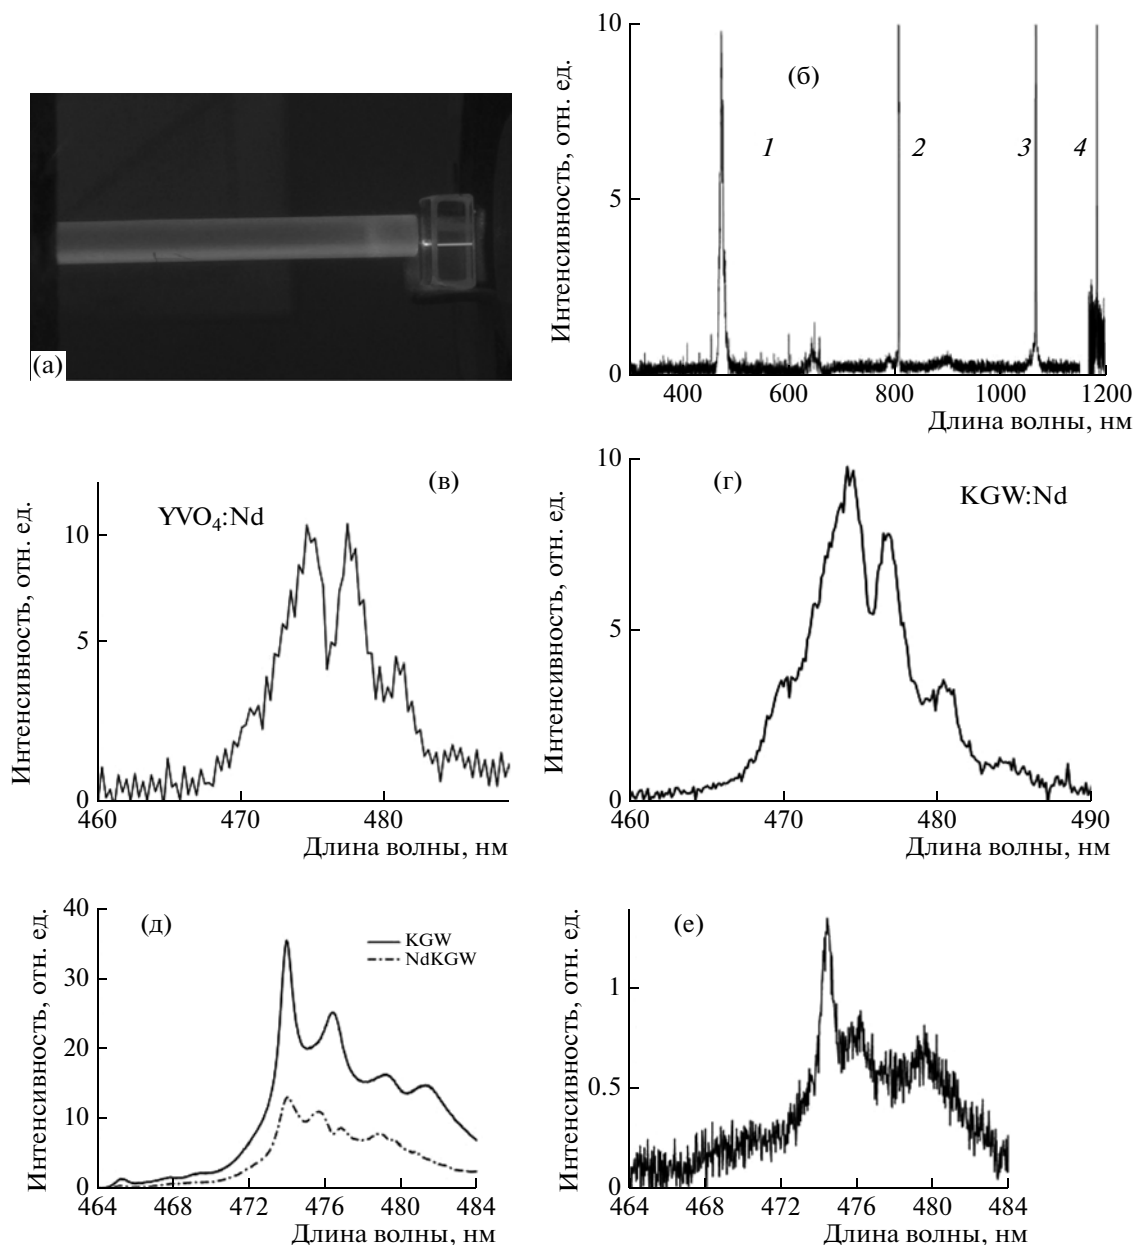 (а)
Интенсивность, отн. ед.
10
5
0
(б)
1
2
3
4
400
600
800
1000
1200
Длина волны, нм
Интенсивность, отн. ед.
10
5
0
(в)
YVO4:Nd
460
470
480
Длина волны, нм
Интенсивность, отн. ед.
10
5
0
(г)
KGW:Nd
460
470
480
490
Длина волны, нм
Интенсивность, отн. ед.
40
30
20
10
0
(д)
KGW
NdKGW
464
468
472
476
480
484
Длина волны, нм
Интенсивность, отн. ед.
1
0.5
0
(е)
464
468
472
476
480
484
Длина волны, нм